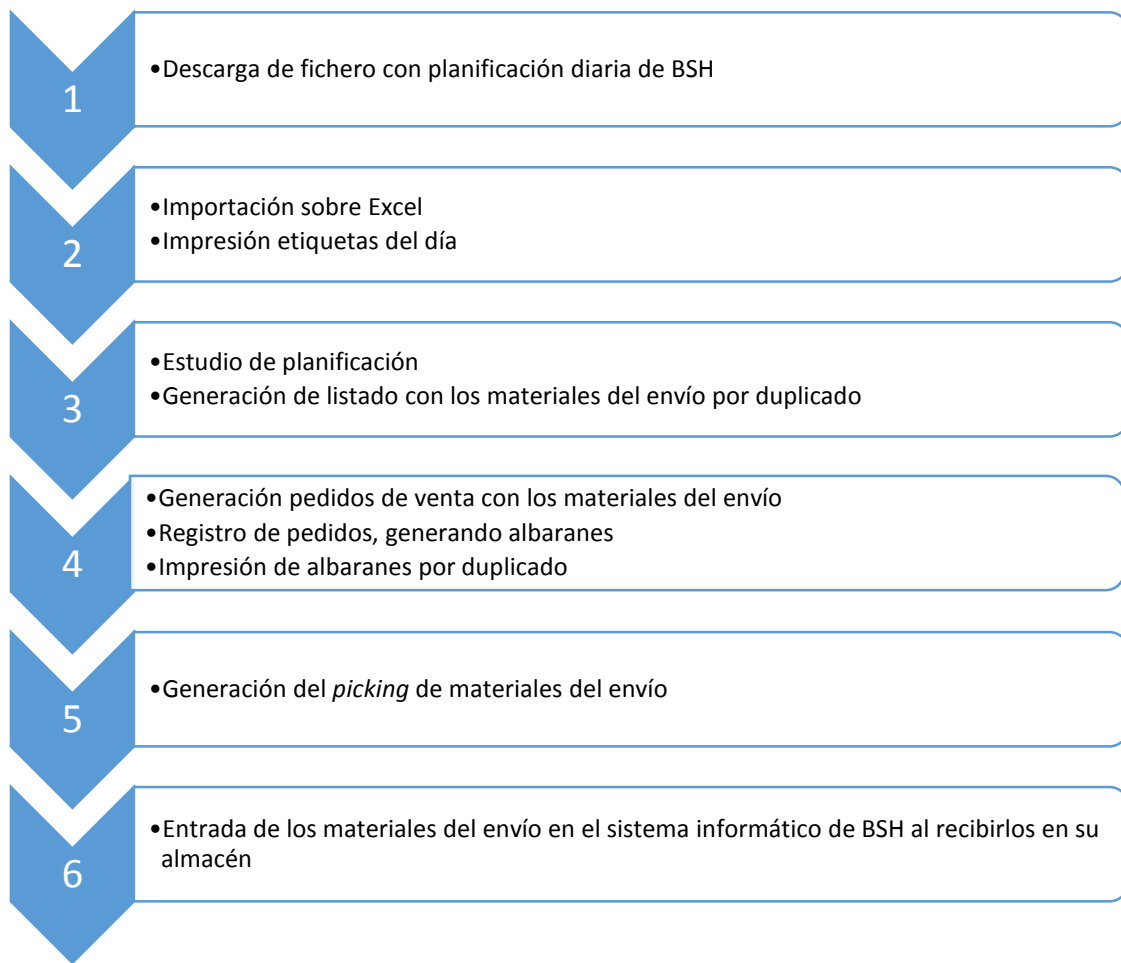 1
•Descarga de fichero con planificación diaria de BSH
2
•Importación sobre Excel
•Impresión etiquetas del día
3
•Estudio de planificación
•Generación de listado con los materiales del envío por duplicado
4
•Generación pedidos de venta con los materiales del envío
•Registro de pedidos, generando albaranes
•Impresión de albaranes por duplicado
5
•Generación del picking de materiales del envío
6
•Entrada de los materiales del envío en el sistema informático de BSH al recibirlos en su
almacén